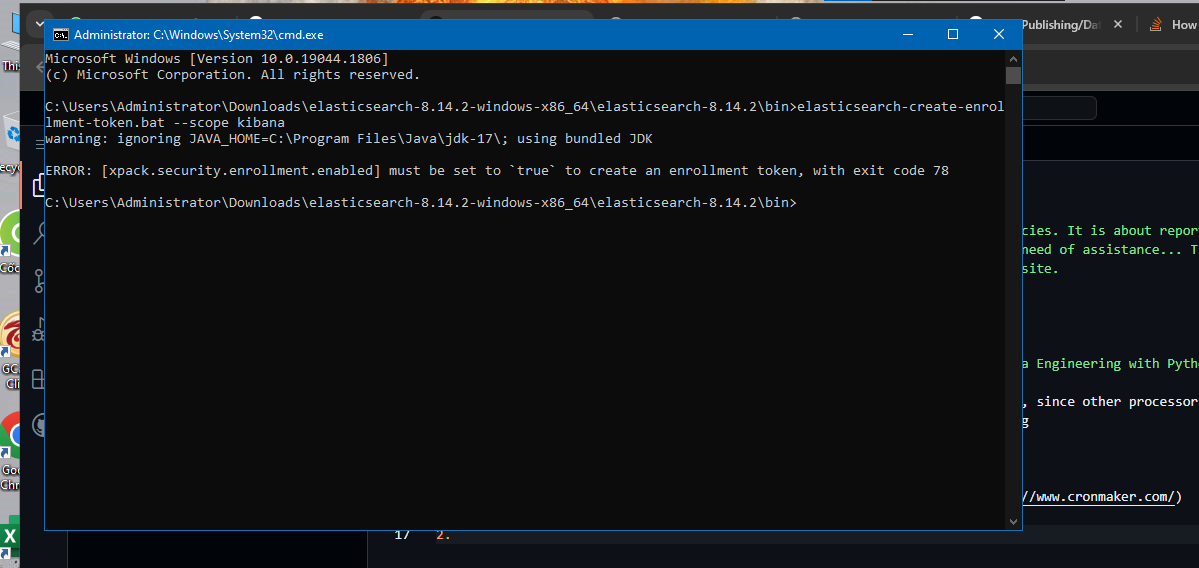 Publishing/Da
How
Administrator: C:\Windows\System32\cmd.exe
Microsoft Windows [Version 10.0.19044.1806]
(c) Microsoft Corporation. All rights reserved.
C:\Users\Administrator\Downloads\elasticsearch-8.14.2-windows-x86_64\elasticsearch-8.14.2\bin>elasticsearch-create-enrol
lment-token.bat --scope kibana
warning: ignoring JAVA_HOME=C:\Program Files\Java\jdk-17\; using bundled JDK
ERROR: [xpack.security.enrollment.enabled] must be set to `true` to create an enrollment token, with exit code 78
C:\Users\Administrator\Downloads\elasticsearch-8.14.2-windows-x86_64\elasticsearch-8.14.2\bin>
This
ecy
Cốc
GC
Cli
Goo
Chr
cies. It is about repor
need of assistance... T
site.
a Engineering with Pyth
, since other processor
g
//www.cronmaker.com/)
17 2.